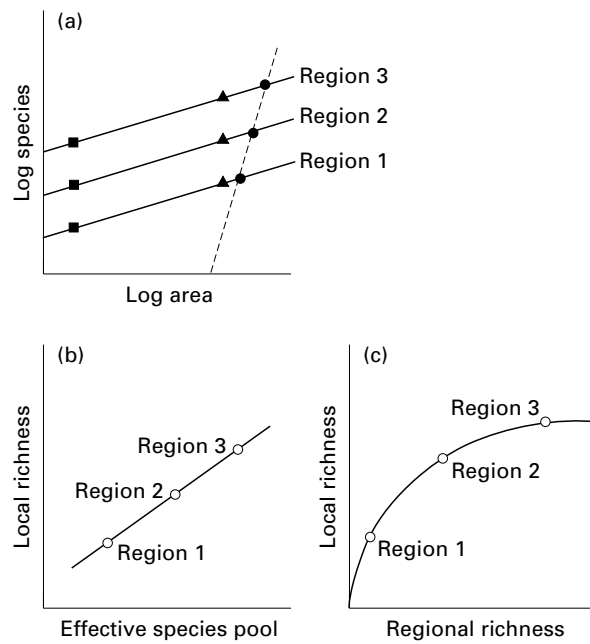 (a)
Log species
Region 3
Region 2
Region 1
Log area
(b)
Local richness
Region 3
Region 2
Region 1
Effective species pool
(c)
Local richness
Region 3
Region 2
Region 1
Regional richness